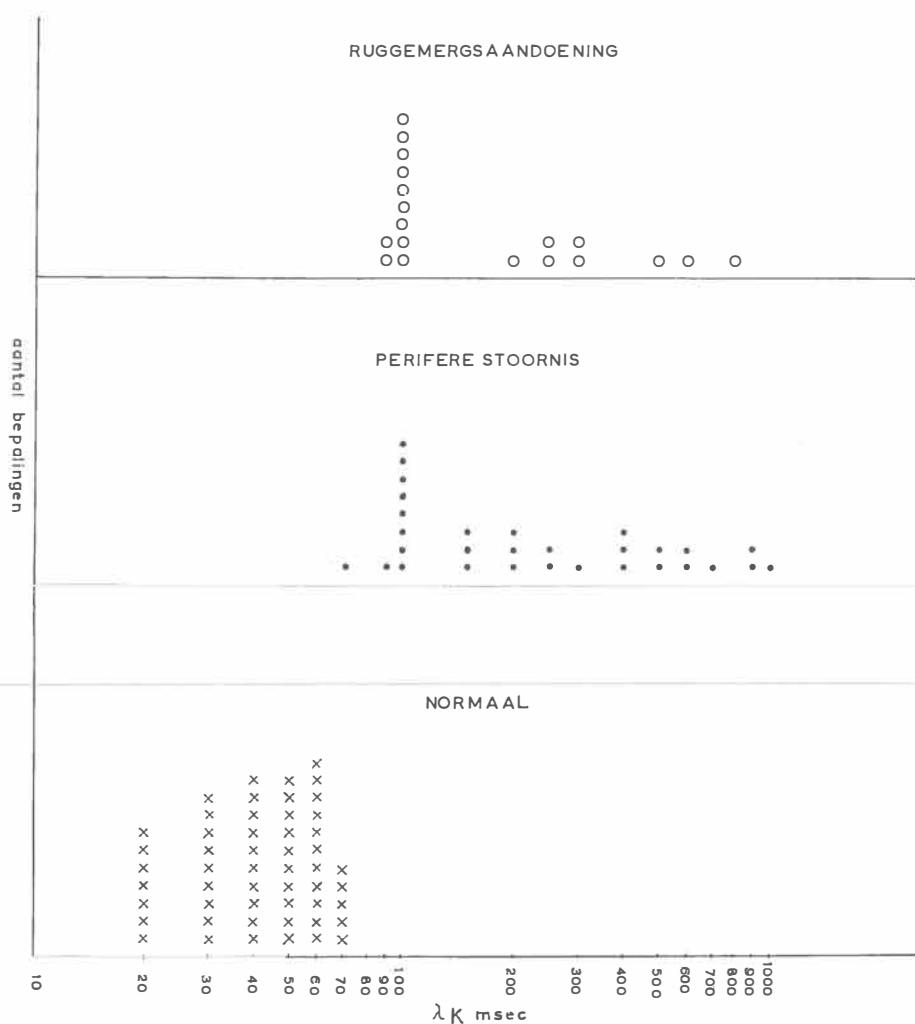 RUGGEMERGSAANDOENING
PERIFERE STOORNIS
aantal bepalingen
NORMAAL
10 20 30 40 50 60 70 80 90 100 200 300 400 500 600 700 800 900 1000
λK msec